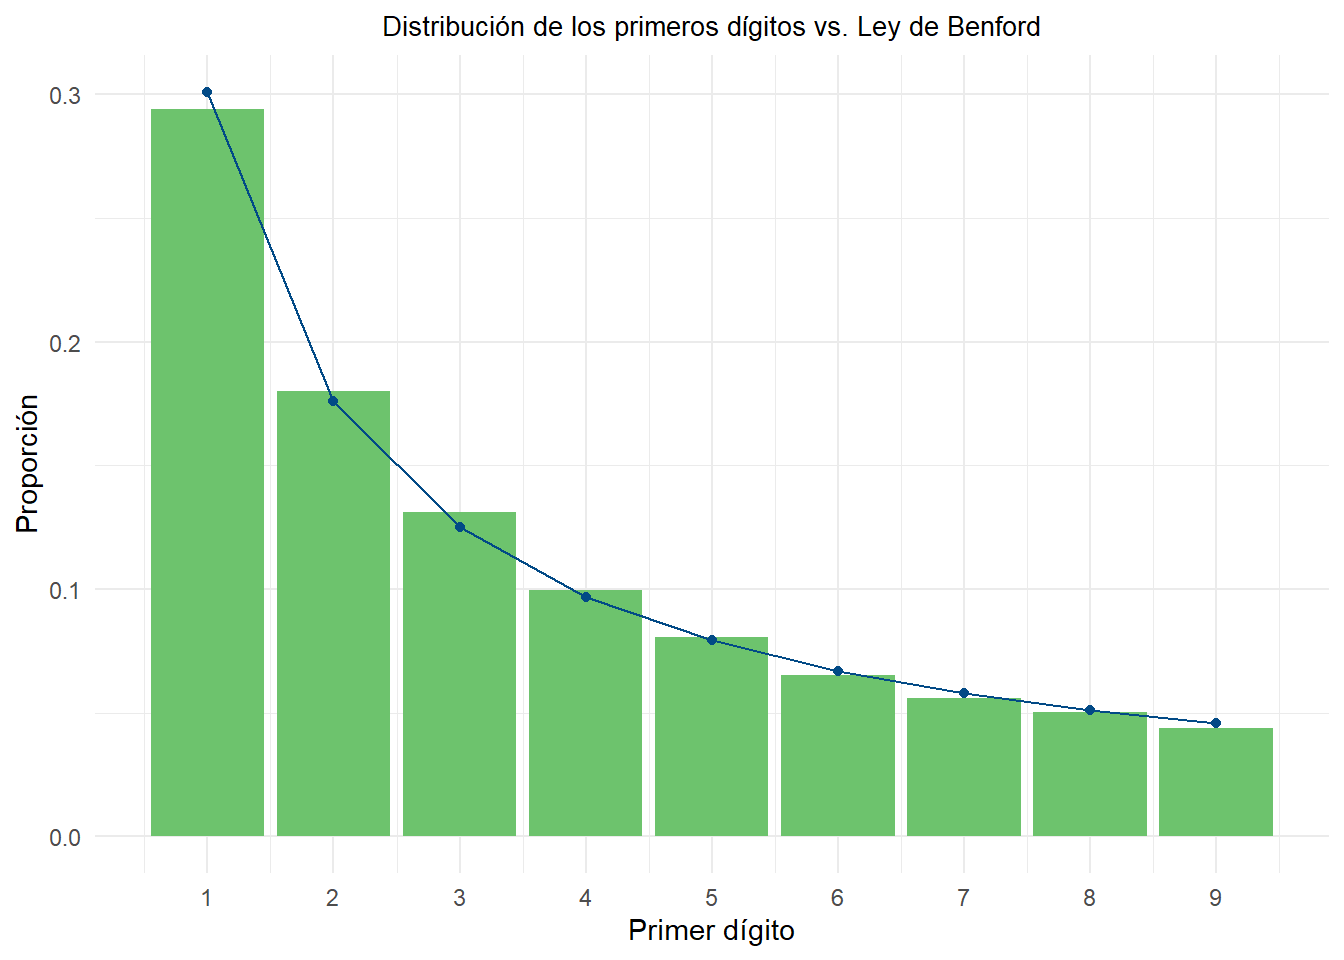 Distribución de los primeros dígitos vs. Ley de Benford
0.3
0.2
0.1
0.0
Proporción
1 2 3 4 5 6 7 8 9
Primer dígito